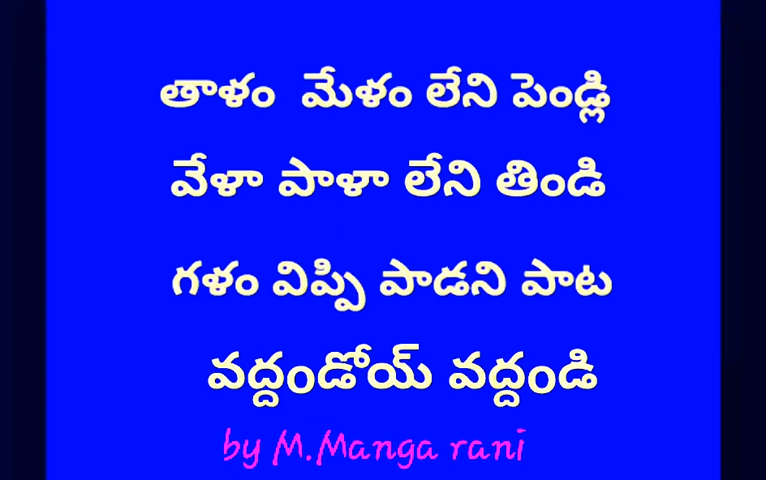 తాళం మేళం లేని పెండ్లి
వేళా పాళా లేని తిండి
గళం విప్పి పాడని పాట
వద్దండోయ్ వద్దండి
by M.Manga rani